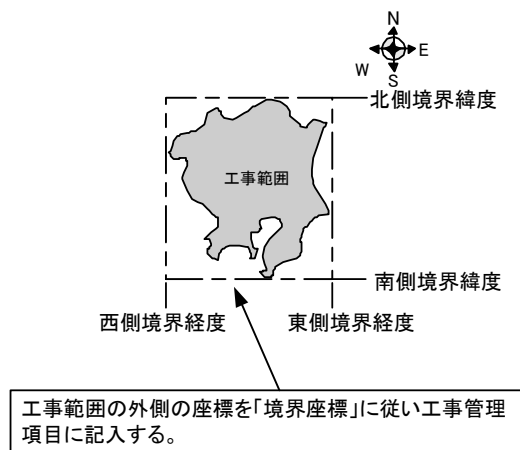 N
W
E
S
北側境界緯度
工事範囲
南側境界緯度
西側境界経度
東側境界経度
工事範囲の外側の座標を「境界座標」に従い工事管理
項目に記入する。